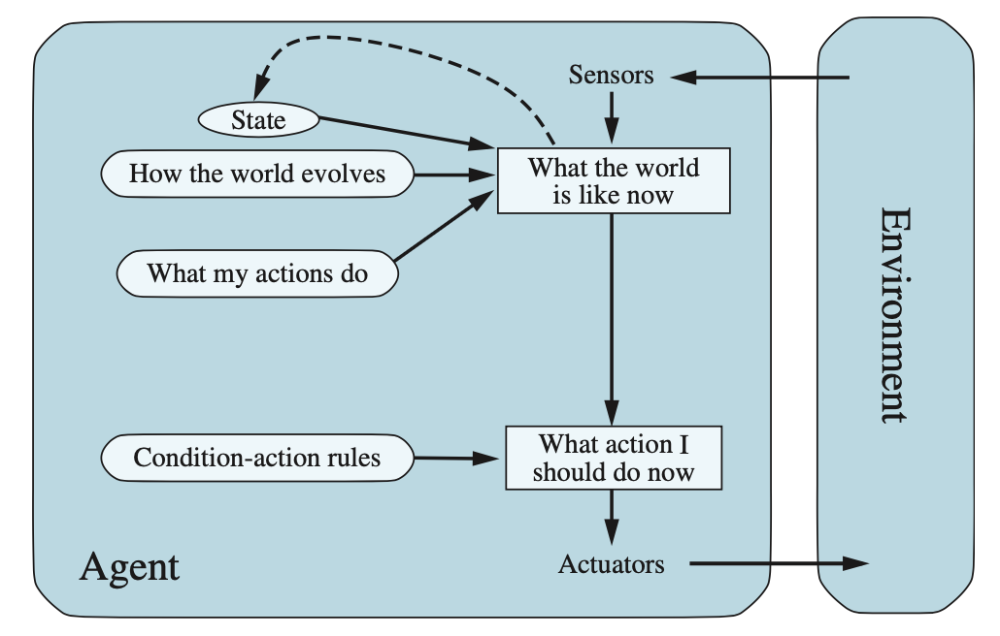 Sensors
State
How the world evolves
What the world
is like now
What my actions do
Environment
Condition-action rules
What action I
should do now
Agent
Actuators